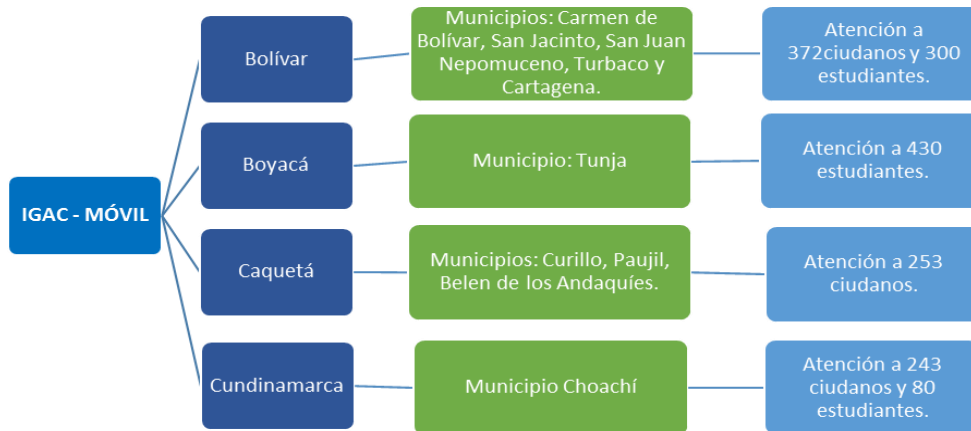 IGAC - MÓVIL
Bolívar
Municipios: Carmen de
Bolívar, San Jacinto, San Juan
Nepomuceno, Turbaco y
Cartagena.
Atención a
372ciudanos y 300
estudiantes.
Boyacá
Municipio: Tunja
Atención a 430
estudiantes.
Caquetá
Municipios: Curillo, Paujil,
Belen de los Andaquíes.
Atención a 253
ciudanos.
Cundinamarca
Municipio Choachí
Atención a 243
ciudanos y 80
estudiantes.